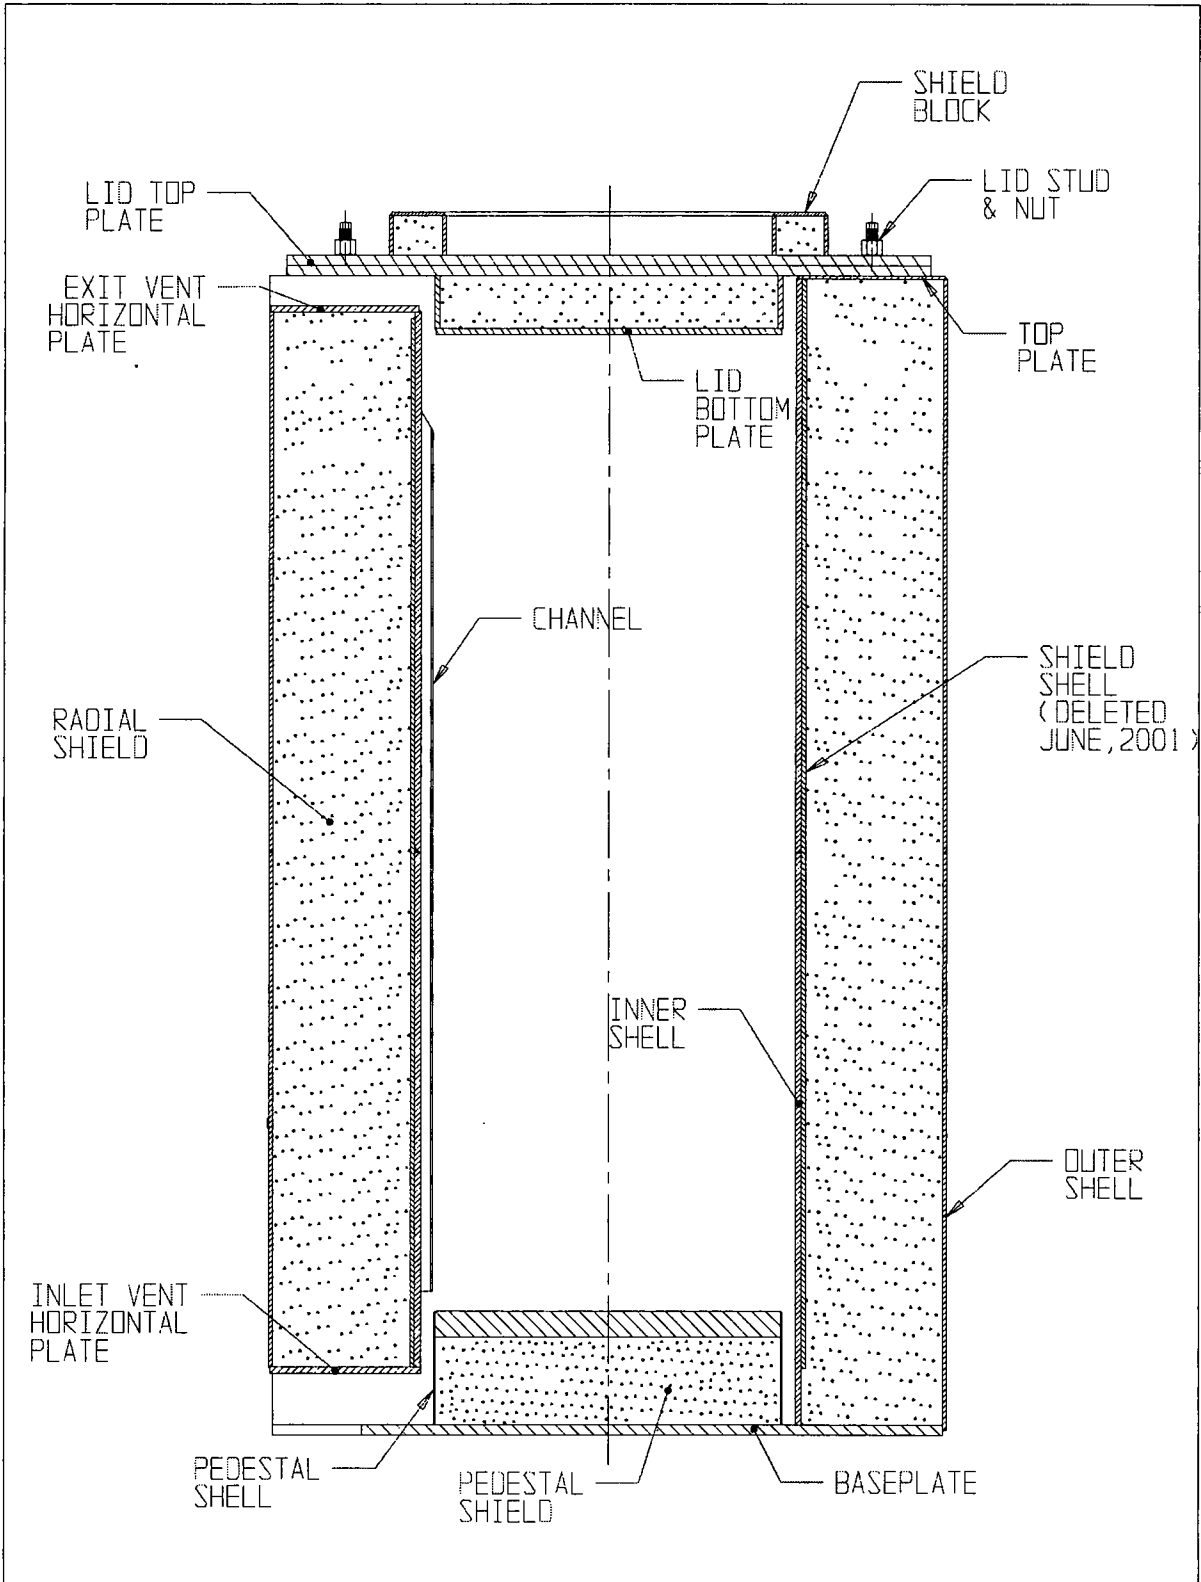 SHIELD
BLOCK
LID STUD
& NUT
LID TOP
PLATE
EXIT VENT
HORIZONTAL
PLATE
TOP
PLATE
LID
BOTTOM
PLATE
CHANNEL
SHIELD
SHELL
(DELETED
JUNE, 2001)
RADIAL
SHIELD
INNER
SHELL
OUTER
SHELL
INLET VENT
HORIZONTAL
PLATE
PEDESTAL
SHELL
PEDESTAL
SHIELD
BASEPLATE